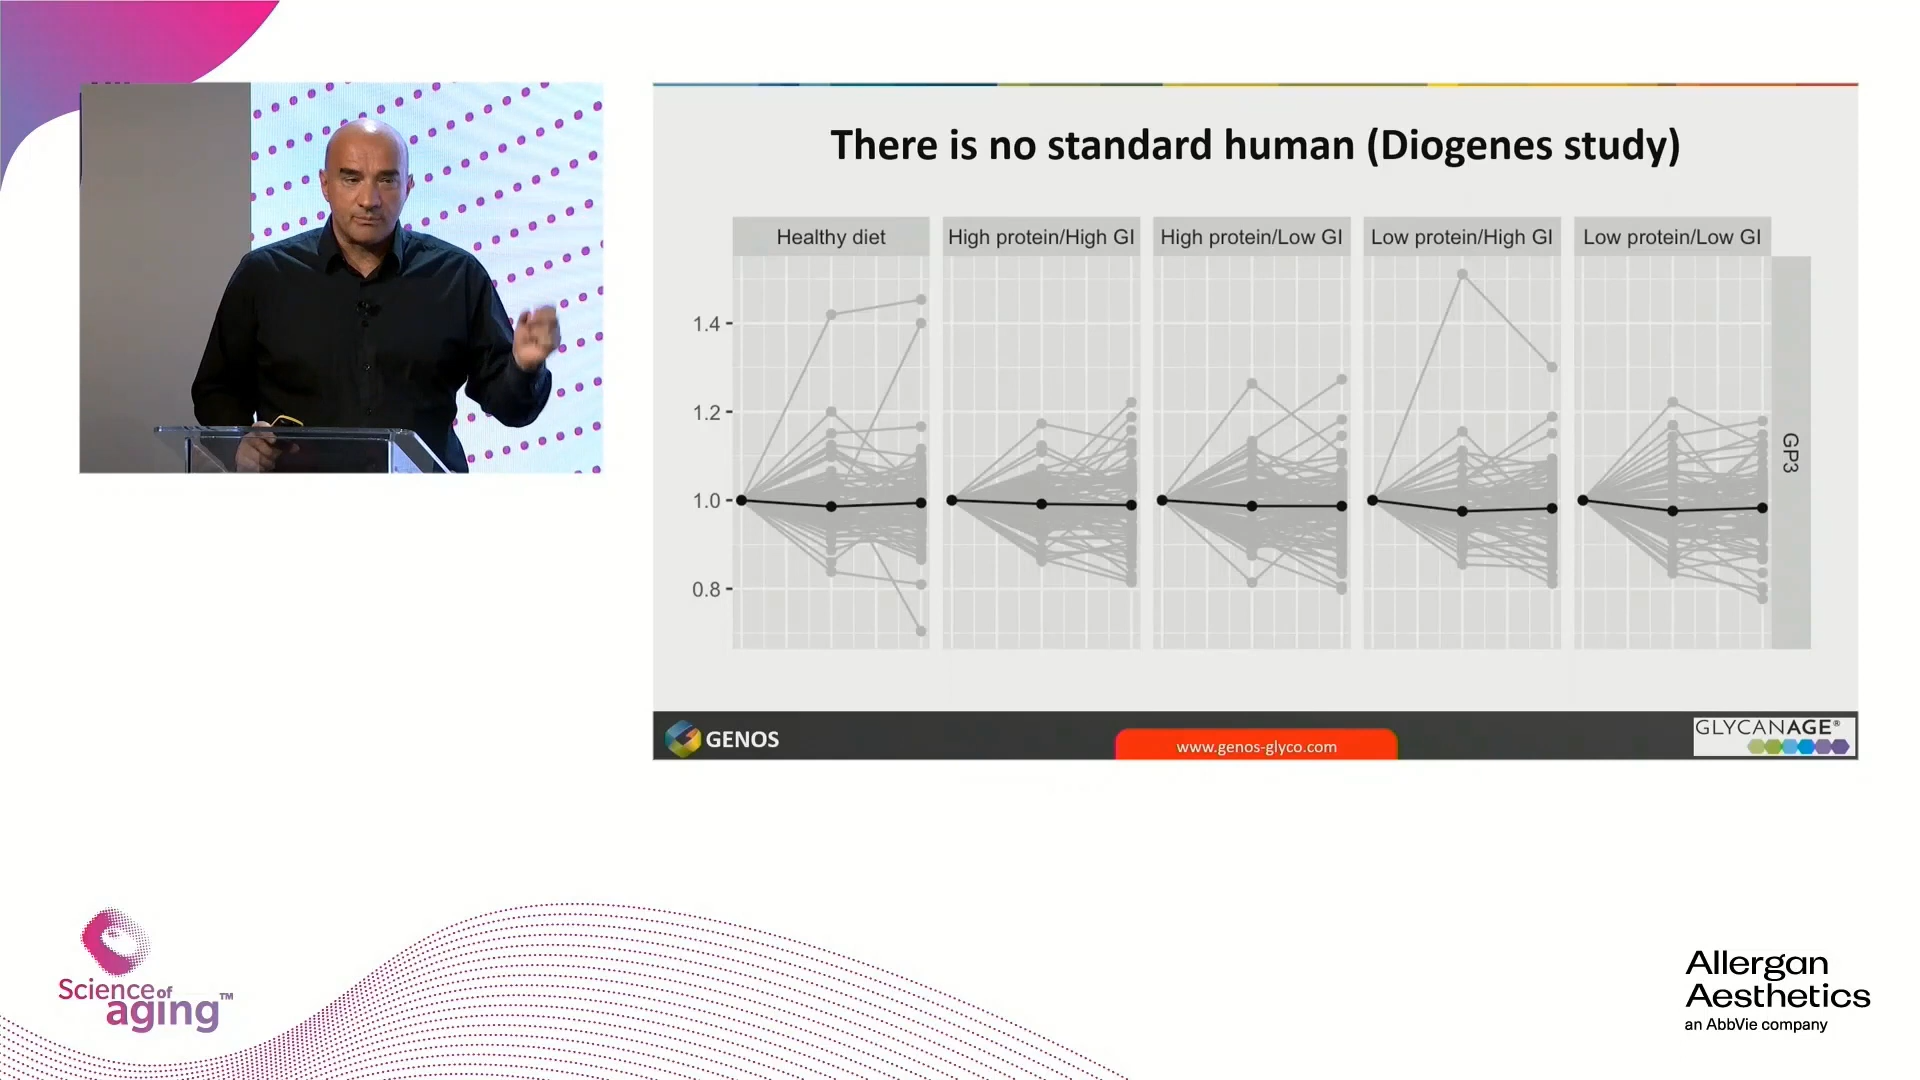 There is no standard human (Diogenes study)
Healthy diet
High protein/High GI
High protein/Low GI
Low protein/High GI
Low protein/Low GI
1.4
1.2
1.0
0.8
GP3
GENOS
www.genos-glyco.com
GLYCANAGE®
Science of
aging™
Allergan
Aesthetics
an AbbVie company